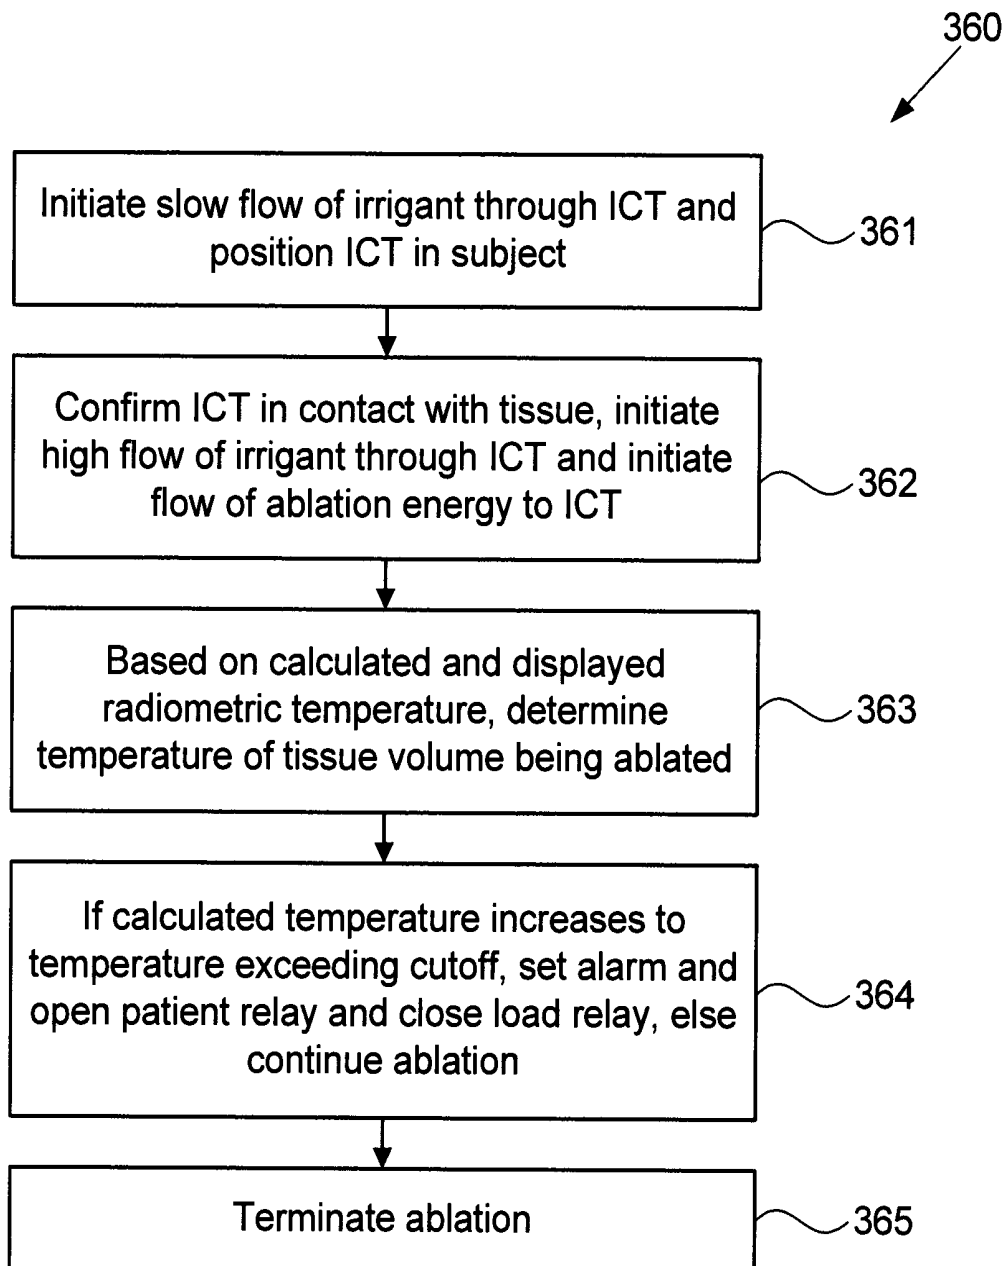 360
Initiate slow flow of irrigant through ICT and
position ICT in subject
361
Confirm ICT in contact with tissue, initiate
high flow of irrigant through ICT and initiate
flow of ablation energy to ICT
362
Based on calculated and displayed
radiometric temperature, determine
temperature of tissue volume being ablated
363
If calculated temperature increases to
temperature exceeding cutoff, set alarm and
open patient relay and close load relay, else
continue ablation
364
Terminate ablation
365